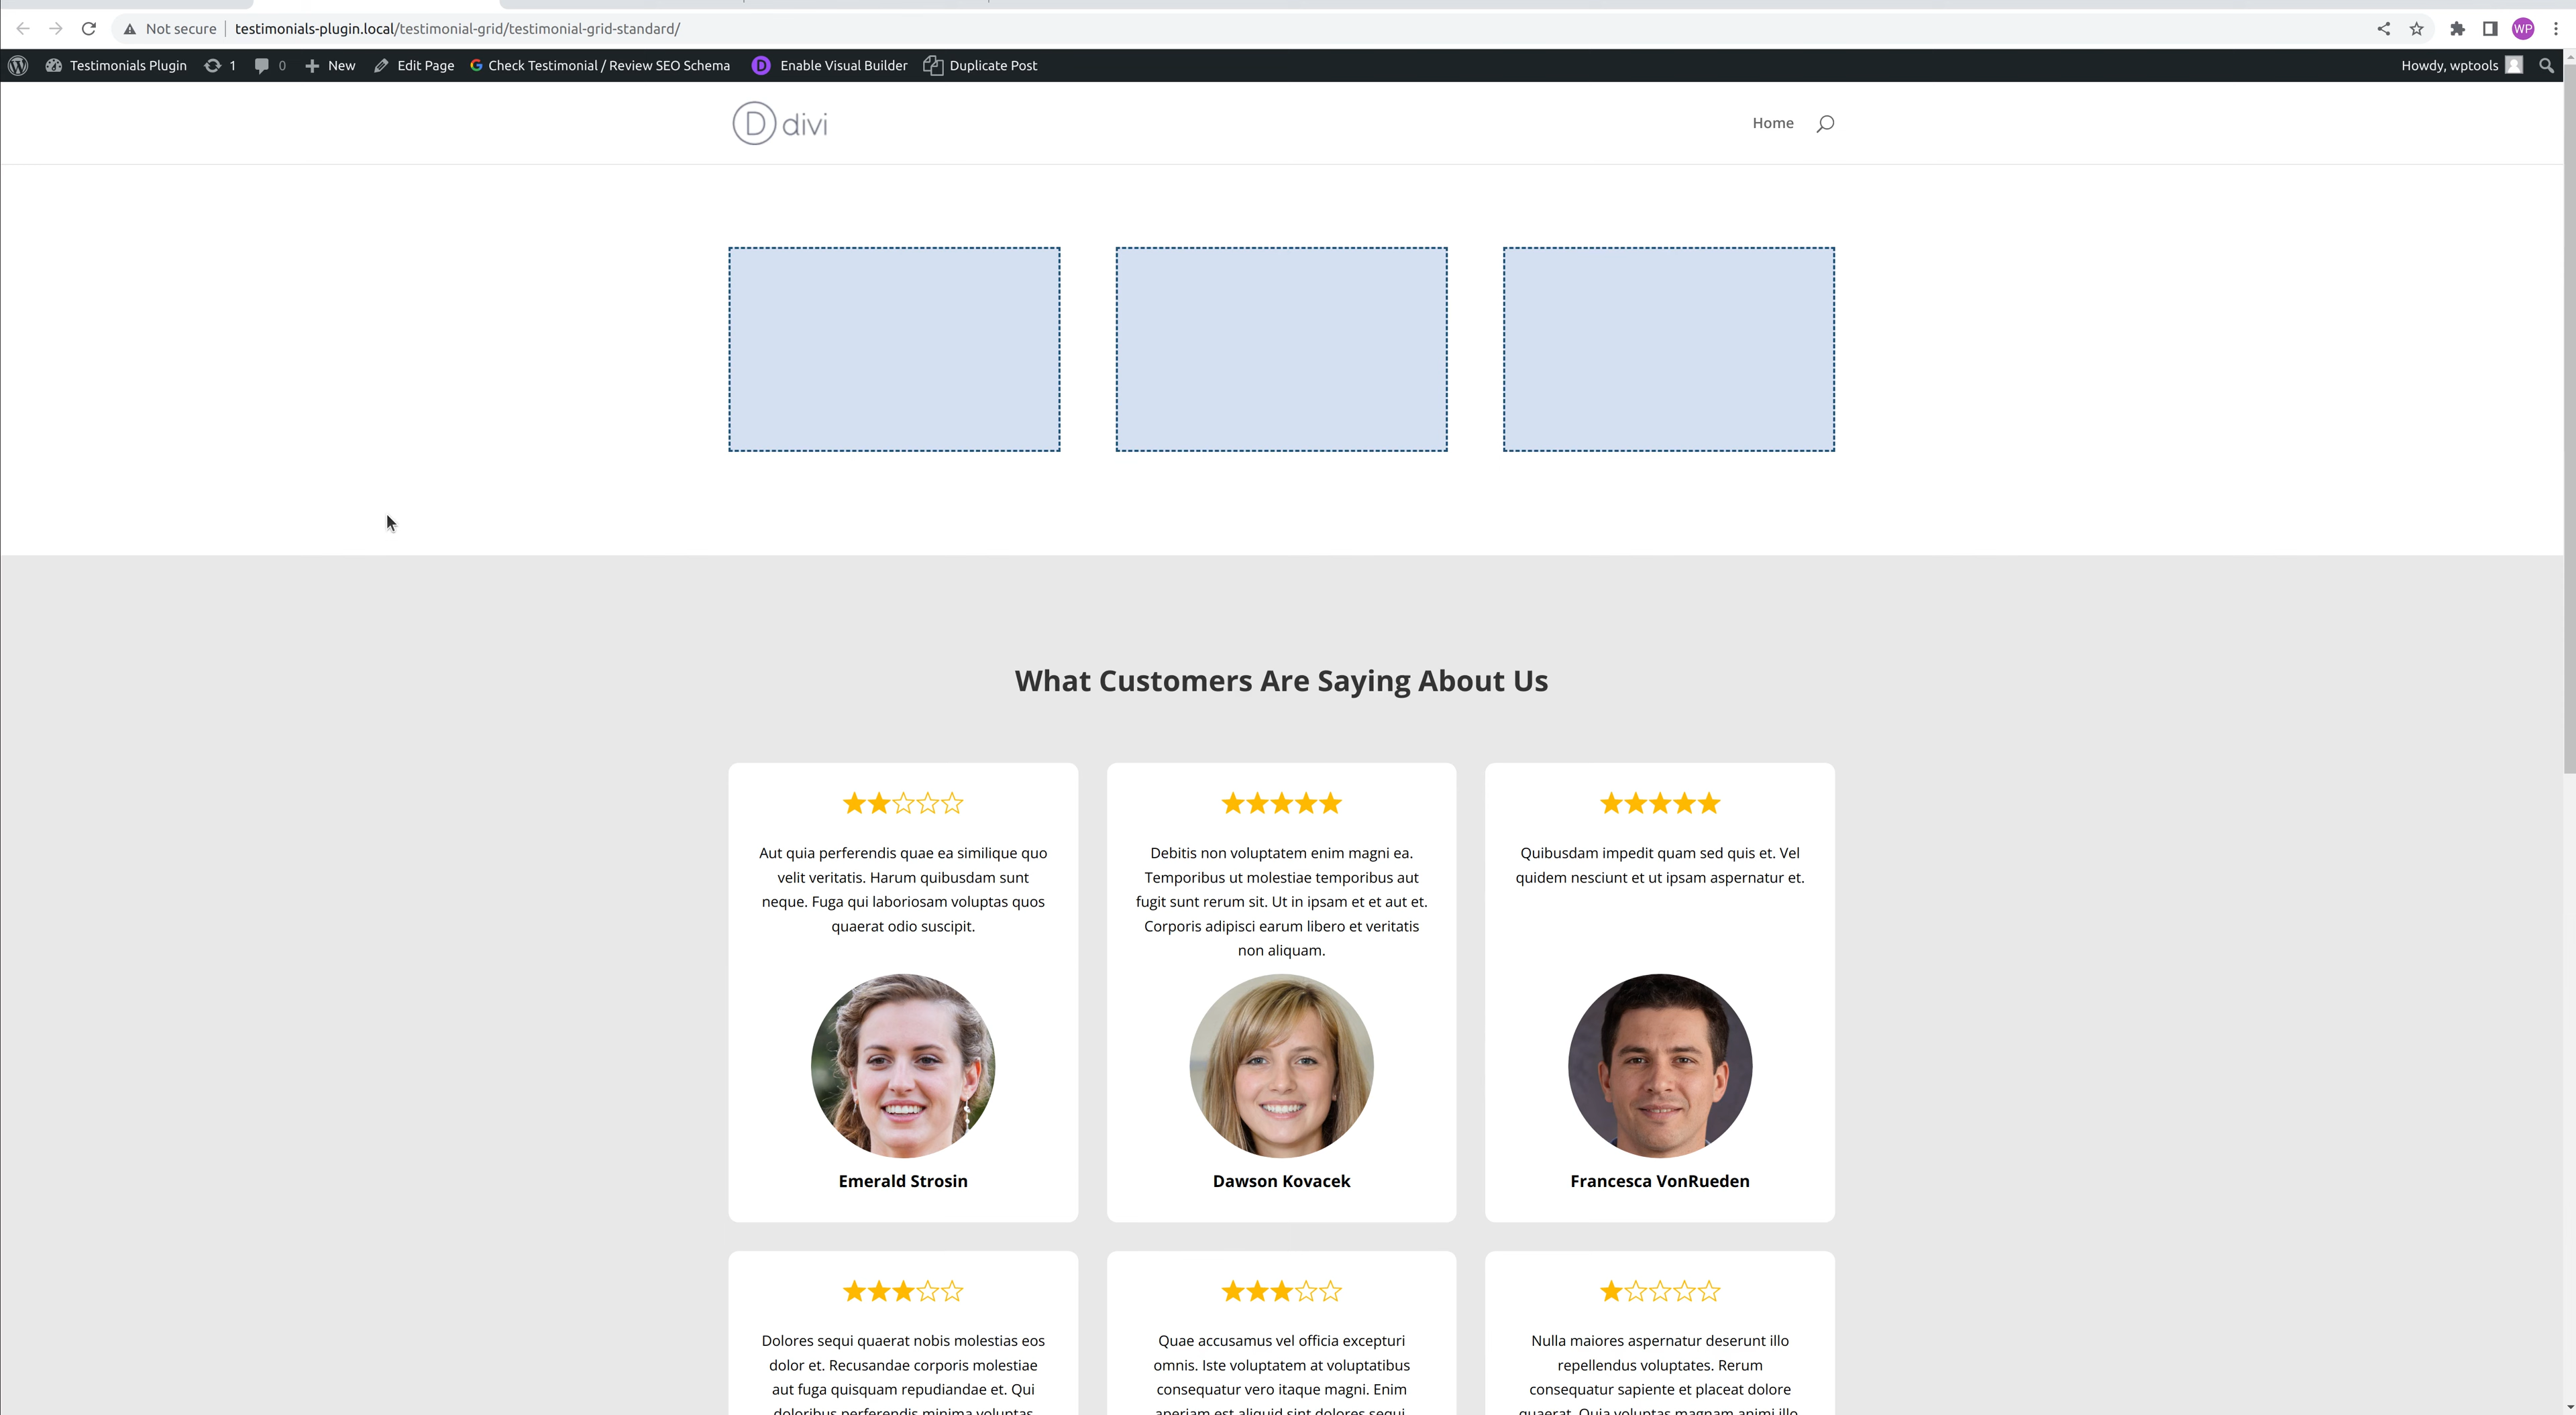 Not secure testimonials-plugin.local/testimonial-grid/testimonial-grid-standard/ WP
Testimonials Plugin 1 0 New Edit Page Check Testimonial / Review SEO Schema D Enable Visual Builder Duplicate Post Howdy, wptools
D divi Home
What Customers Are Saying About Us
Aut quia perferendis quae ea similique quo
velit veritatis. Harum quibusdam sunt
neque. Fuga qui laboriosam voluptas quos
quaerat odio suscipit.
Emerald Strosin
Debitis non voluptatem enim magni ea.
Temporibus ut molestiae temporibus aut
fugit sunt rerum sit. Ut in ipsam et et aut et.
Corporis adipisci earum libero et veritatis
non aliquam.
Dawson Kovacek
Quibusdam impedit quam sed quis et. Vel
quidem nesciunt et ut ipsam aspernatur et.
Francesca VonRueden
Dolores sequi quaerat nobis molestias eos
dolor et. Recusandae corporis molestiae
aut fuga quisquam repudiandae et. Qui
doloribus perferendis minima voluptas
Quae accusamus vel officia excepturi
omnis. Iste voluptatem at voluptatibus
consequatur vero itaque magni. Enim
aperiam est aliquid sint dolores sequi
Nulla maiores aspernatur deserunt illo
repellendus voluptates. Rerum
consequatur sapiente et placeat dolore
quaerat. Quia voluptas magnam animi illo